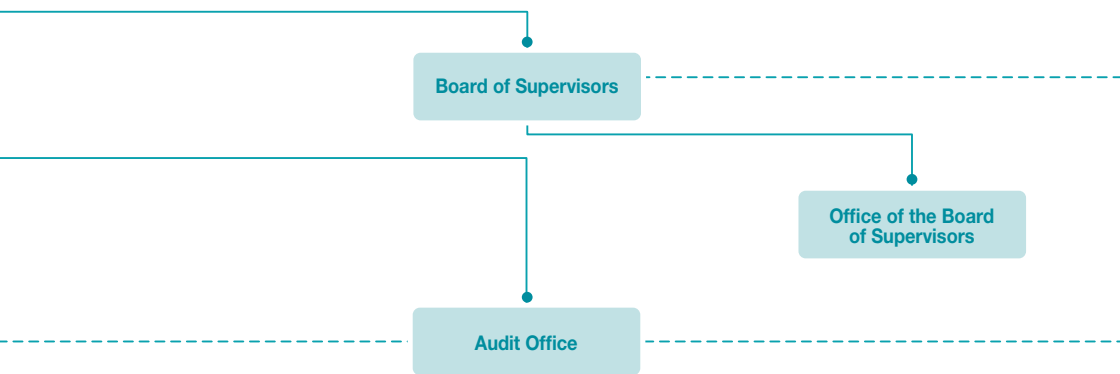 Board of Supervisors
Office of the Board
of Supervisors
Audit Office